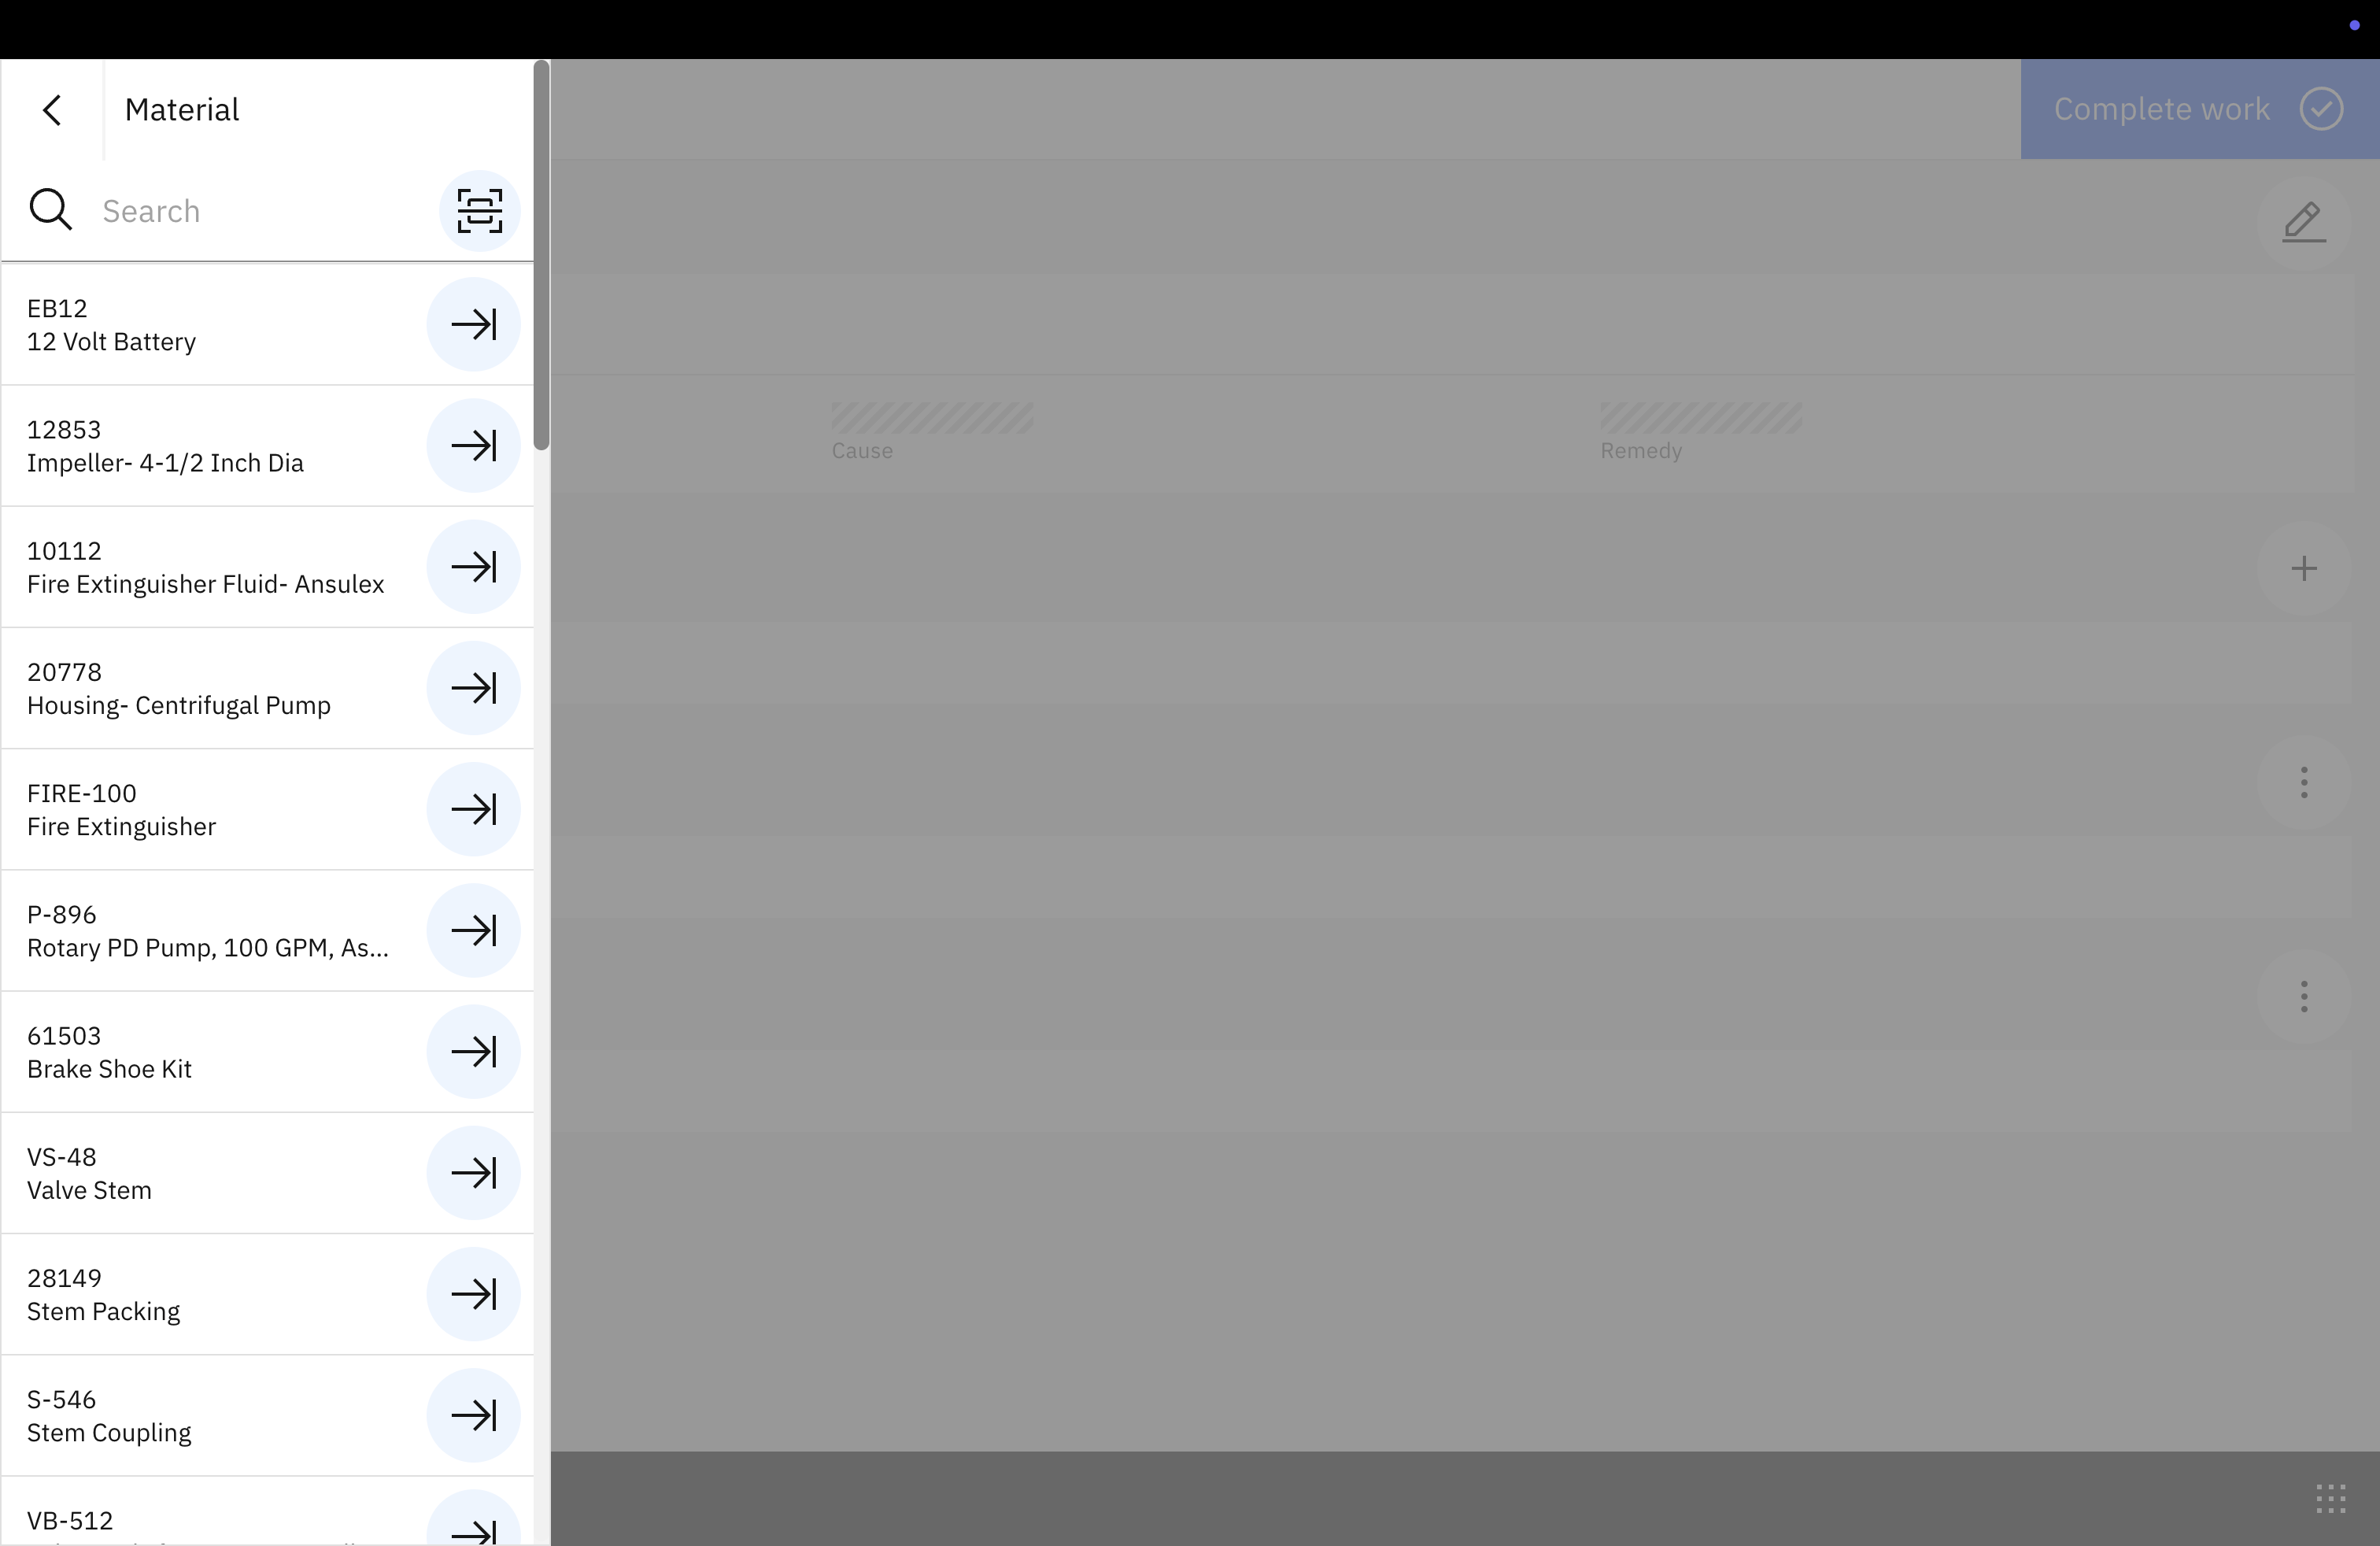 Material
Complete work
Search
EB12
12 Volt Battery
12853
Impeller- 4-1/2 Inch Dia
Cause
Remedy
10112
Fire Extinguisher Fluid- Ansulex
20778
Housing- Centrifugal Pump
FIRE-100
Fire Extinguisher
P-896
Rotary PD Pump, 100 GPM, As...
61503
Brake Shoe Kit
VS-48
Valve Stem
28149
Stem Packing
S-546
Stem Coupling
VB-512